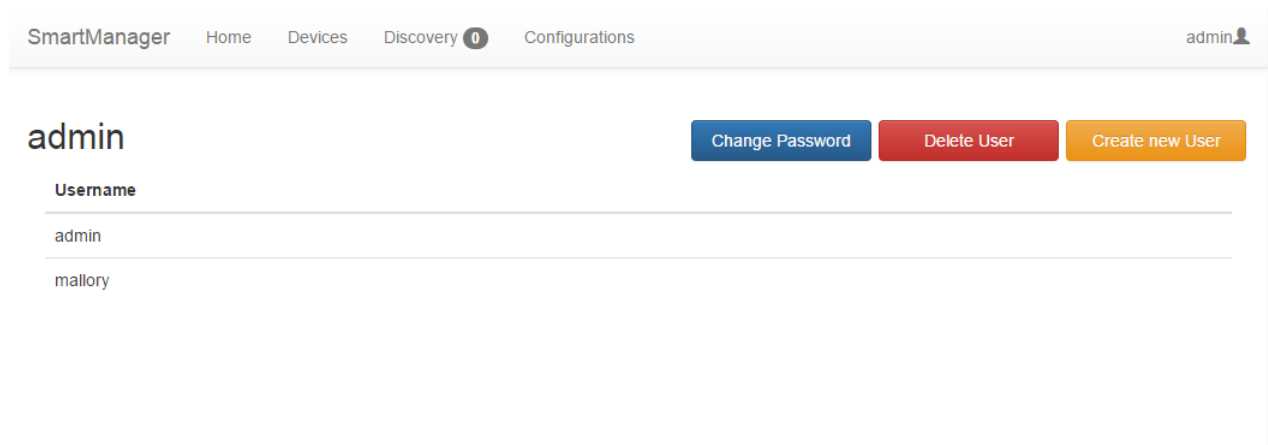 SmartManager Home Devices Discovery 0 Configurations admin
admin Change Password Delete User Create new User
Username
admin
mallory